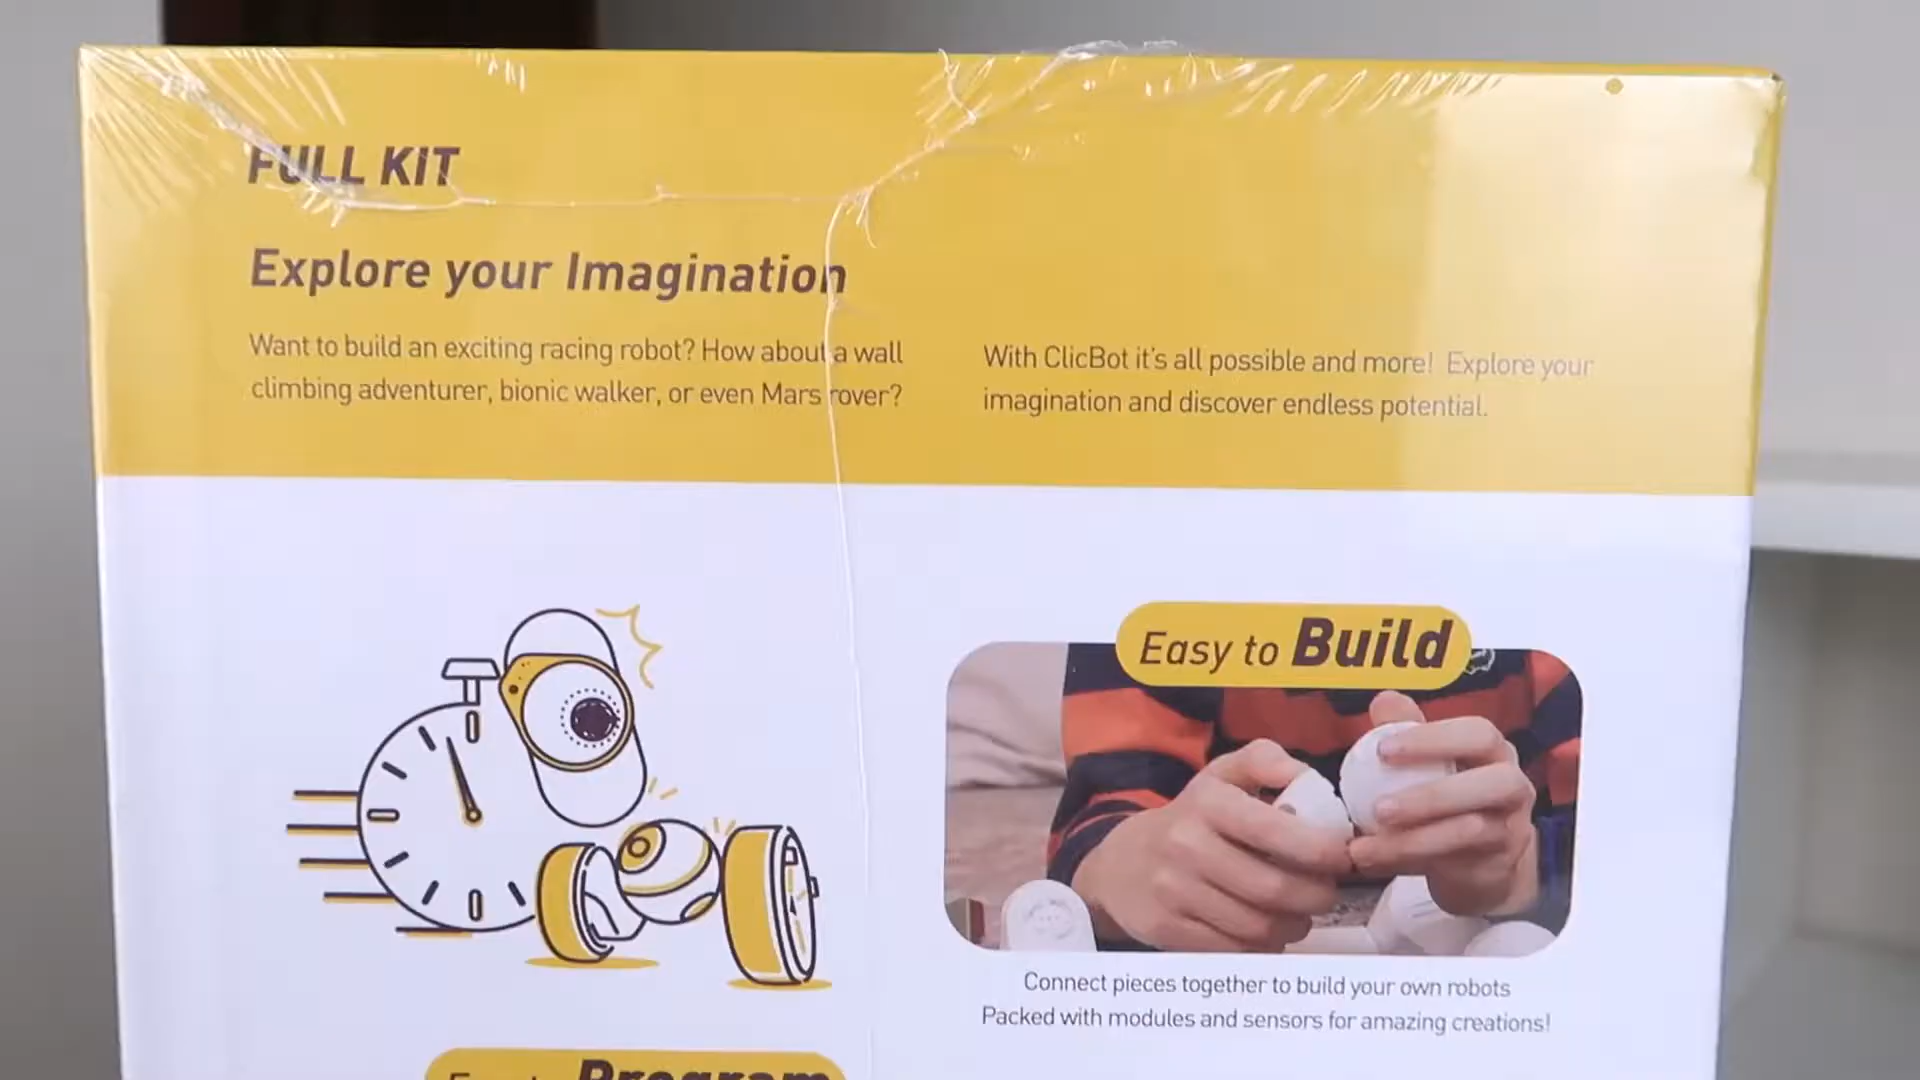 FULL KIT
Explore your Imagination
Want to build an exciting racing robot? How about a wall
climbing adventurer, bionic walker, or even Mars rover?
With ClicBot it's all possible and more! Explore your
imagination and discover endless potential.
Easy to Build
Connect pieces together to build your own robots
Packed with modules and sensors for amazing creations!
Program